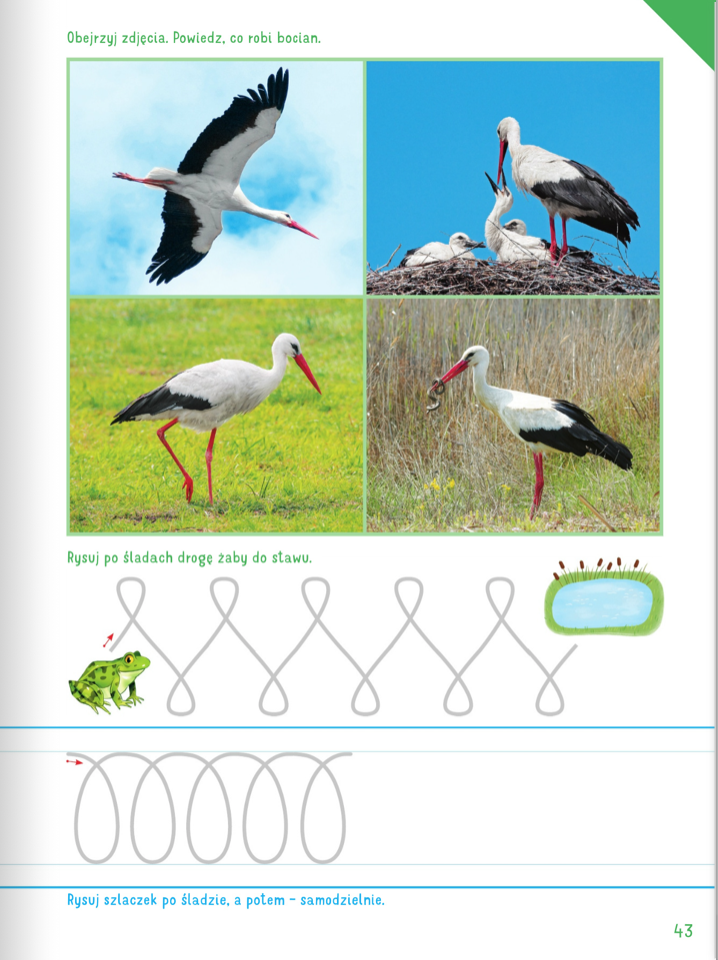 Obejrzyj zdjęcia. Powiedz, co robi bocian.
Rysuj po śladach drogę żaby do stawu.
Rysuj szlaczek po śladzie, a potem – samodzielnie.
43